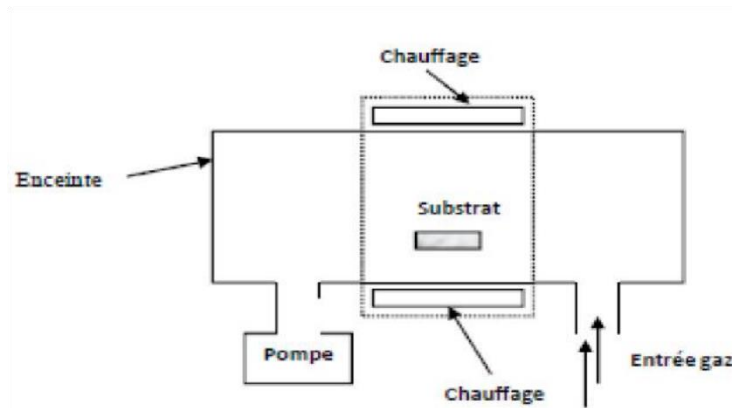 Chauffage
Enceinte
Substrat
Pompe
Entrée gaz
Chauffage